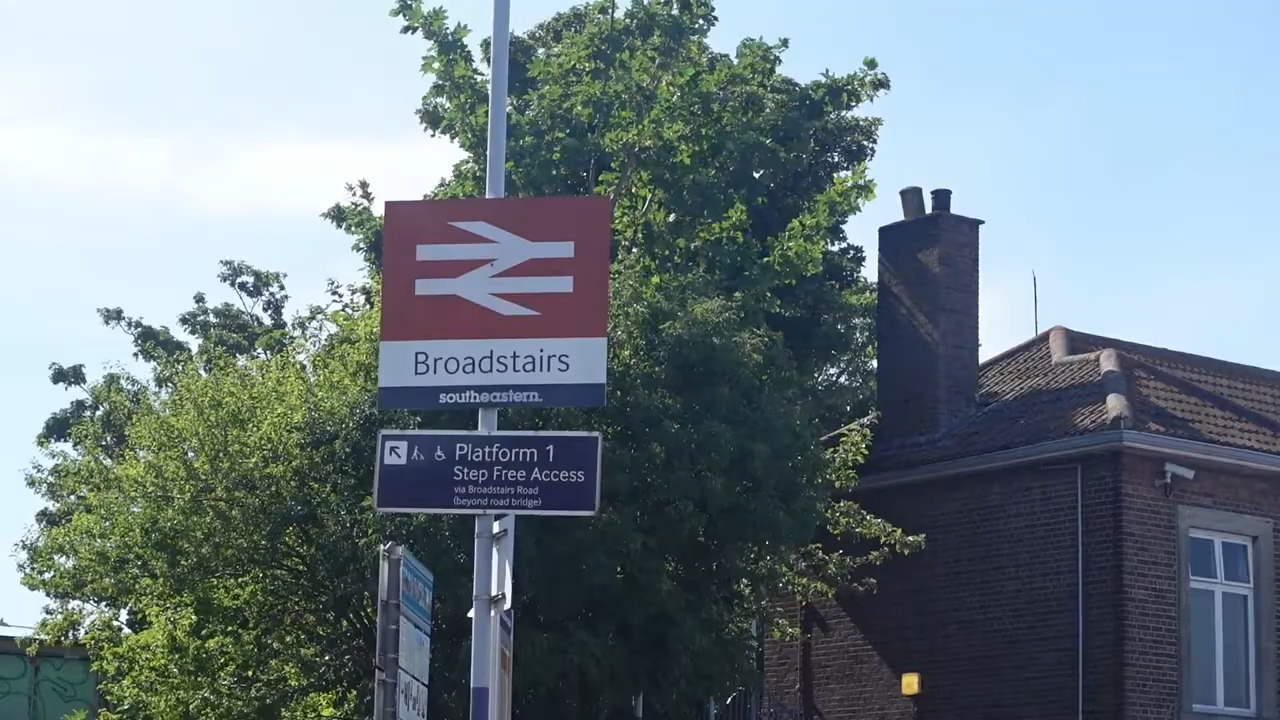 Broadstairs
southeastern.
Platform 1
Step Free Access
via Broadstairs Road
(beyond road bridge)